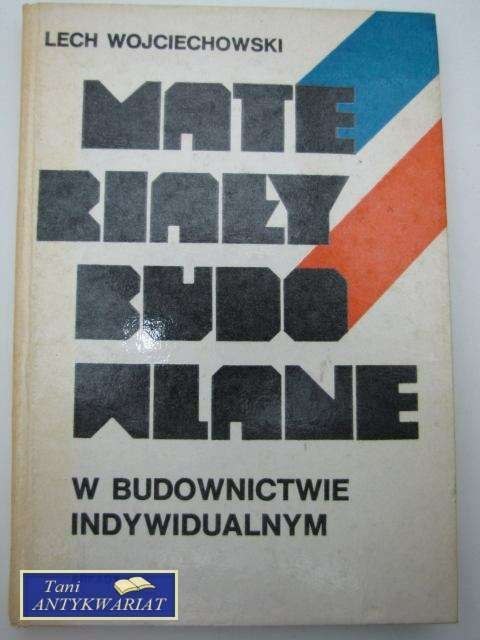 LECH WOJCIECHOWSKI
MATE
RIAŁY
BUDO
WLANE
W BUDOWNICTWIE
INDYWIDUALNYM
Tani
ANTYKWARIAT